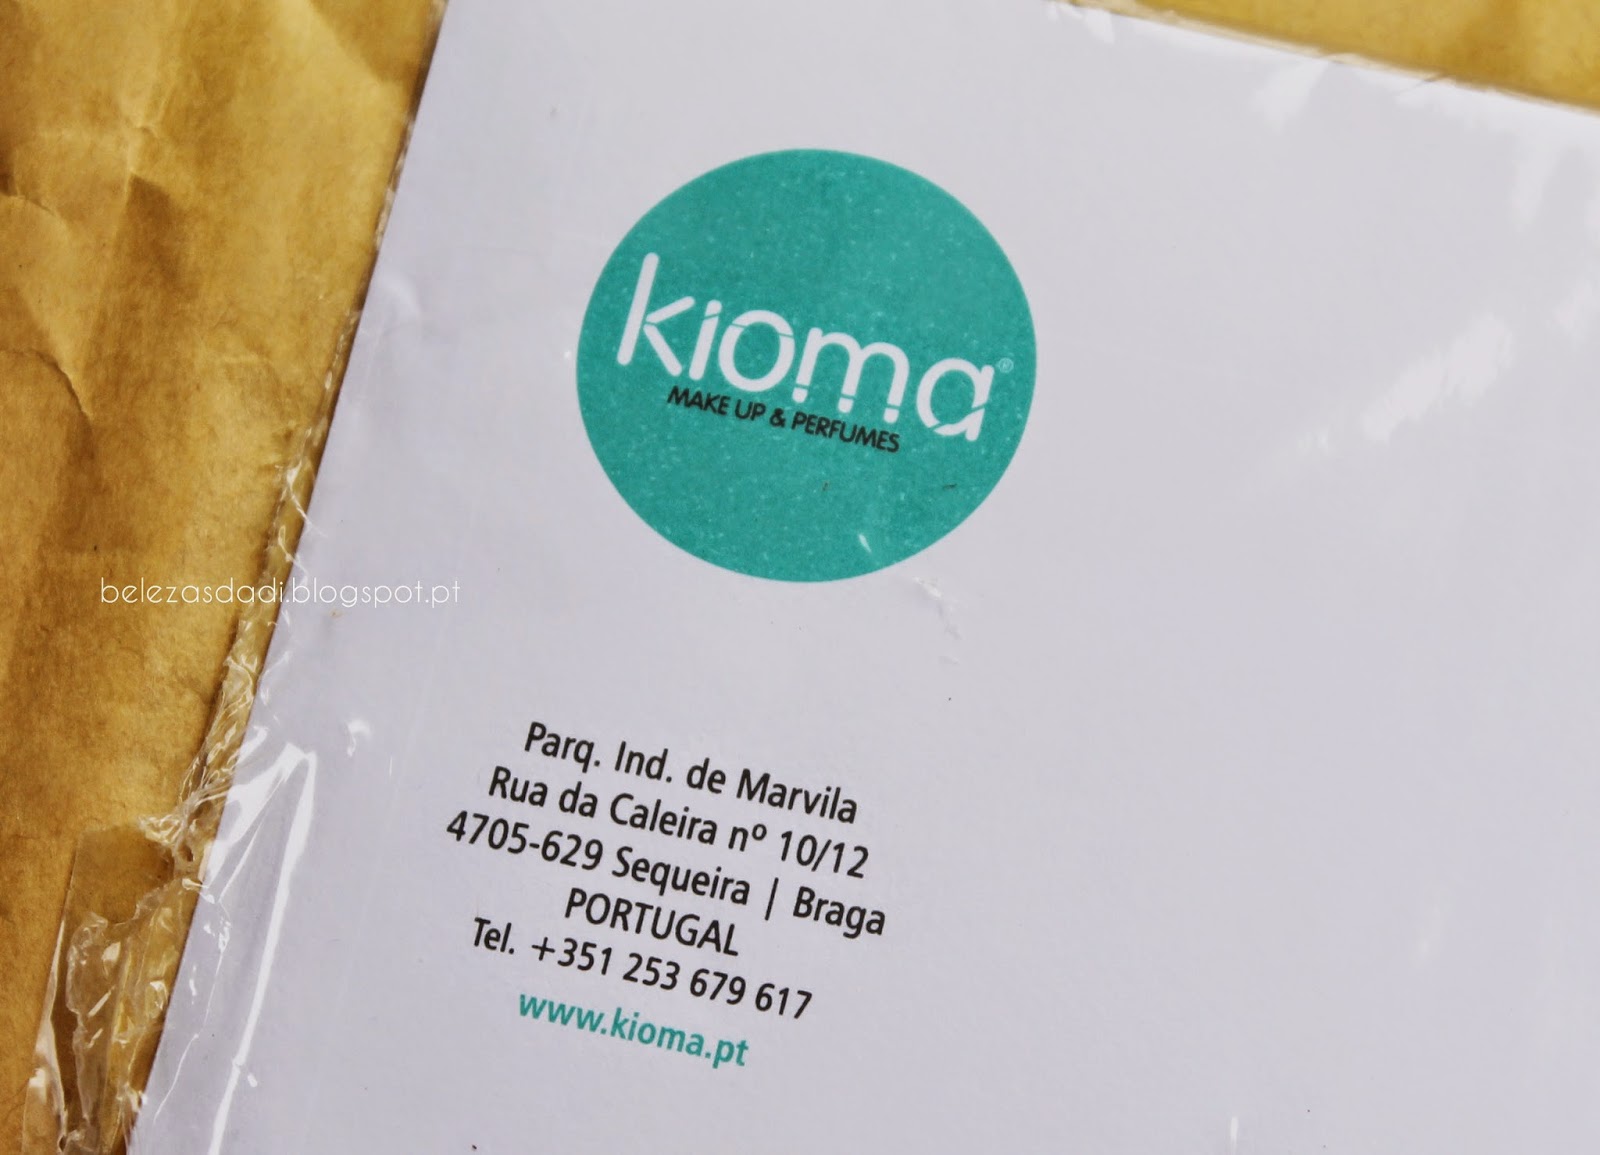 kioma®
MAKE UP & PERFUMES
belezasdadi.blogspot.pt
Parq. Ind. de Marvila
Rua da Caleira nº 10/12
4705-629 Sequeira | Braga
PORTUGAL
Tel. +351 253 679 617
www.kioma.pt